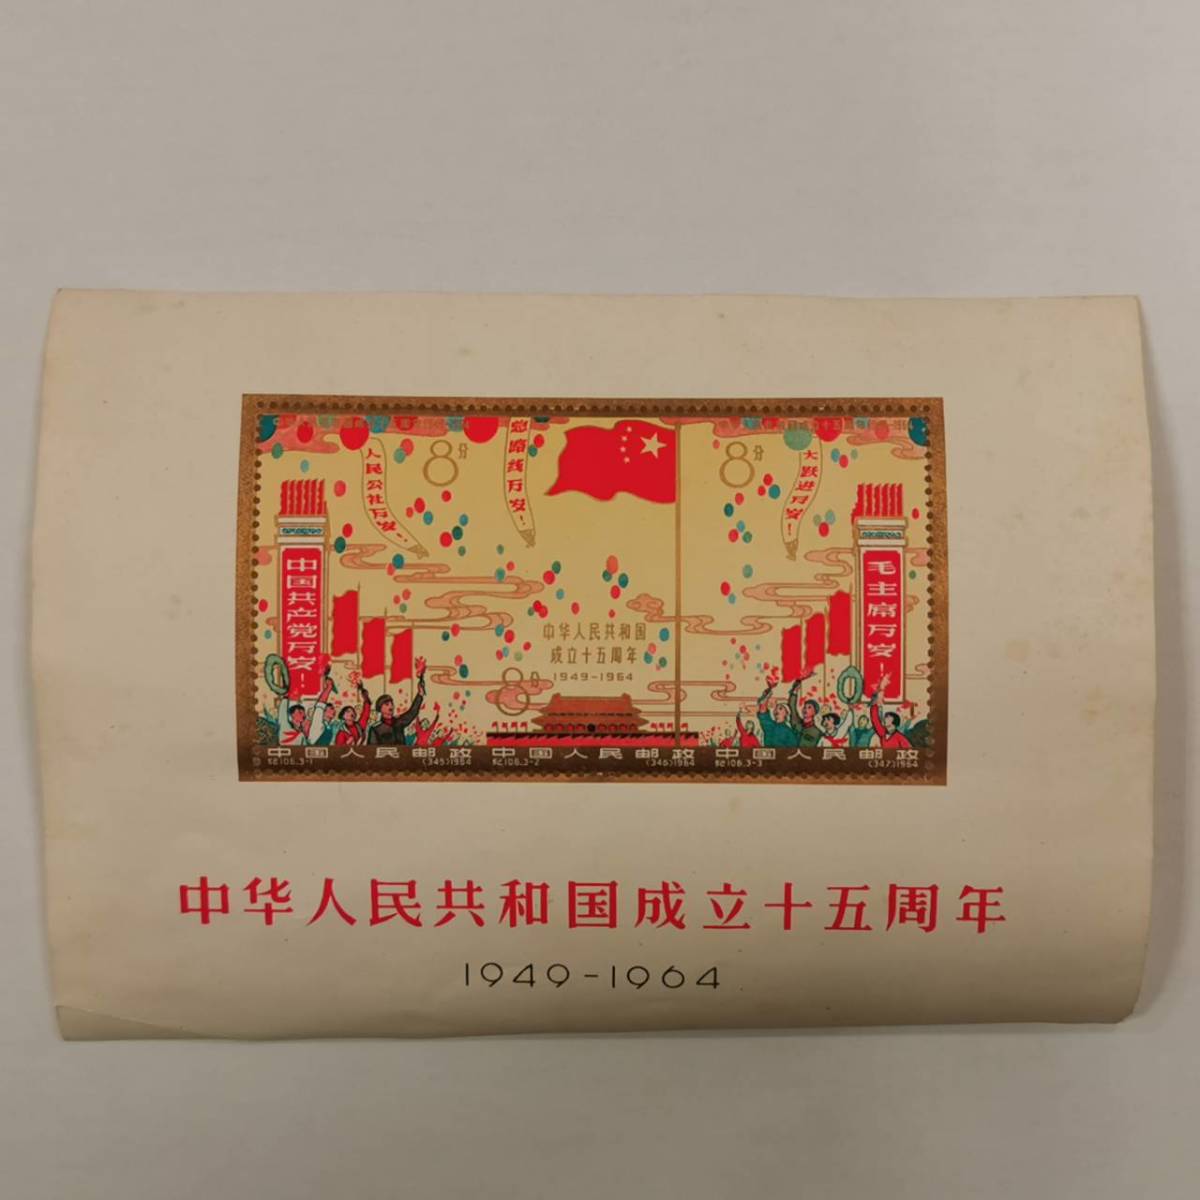 8分
8分
人民公社万岁！
总路线万岁！
大跃进万岁！
中国共产党万岁！
毛主席万岁！
中华人民共和国
成立十五周年
1949-1964
8分
中国人民邮政 中国人民邮政 中国人民邮政
纪106.3-1 (345)1964 纪106.3-2 (346)1964 纪106.3-3 (347)1964
中华人民共和国成立十五周年
1949-1964